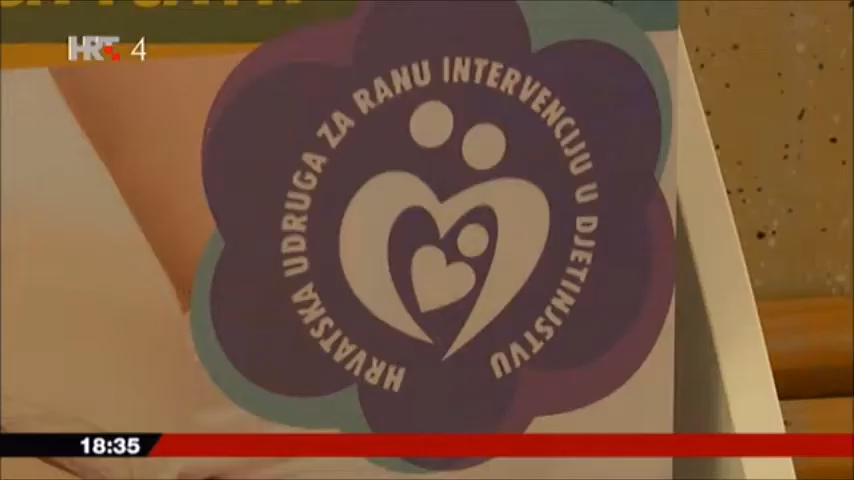 HRT 4
HRVATSKA UDRUGA ZA RANU INTERVENCIJU U DJETINJSTVU
18:35